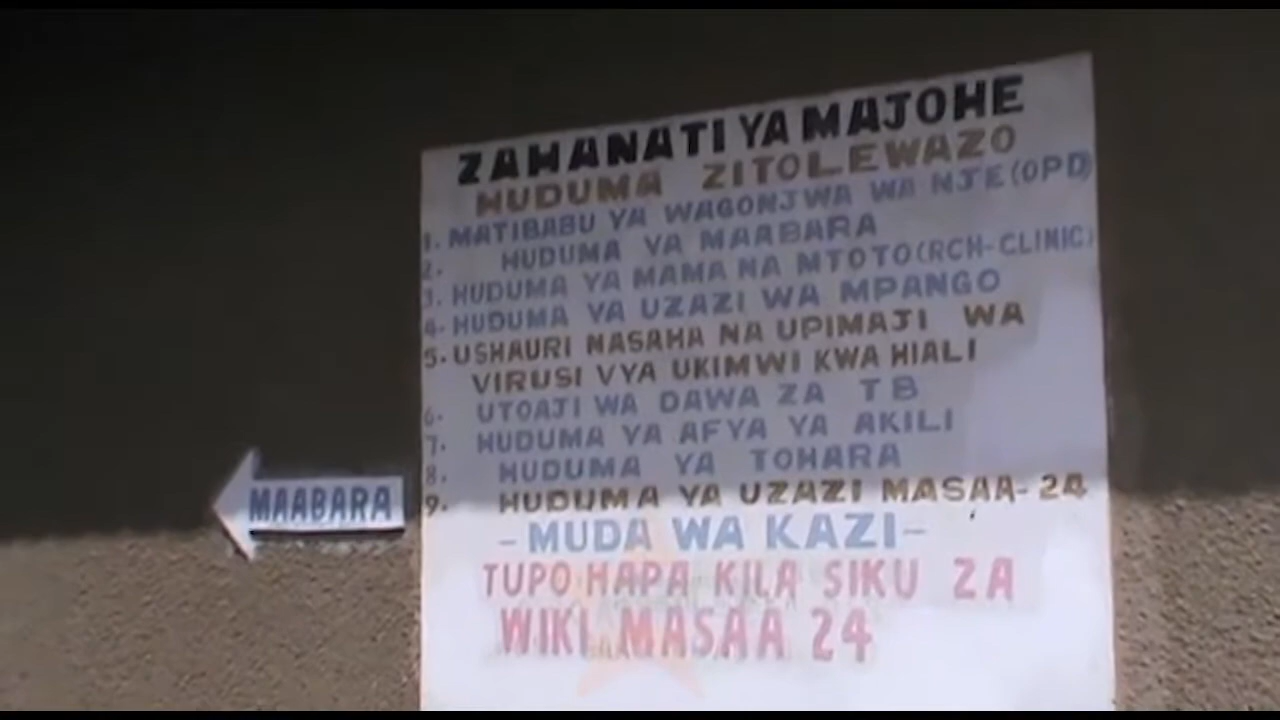 ZAHANATI YA MAJOHE
HUDUMA ZITOLEWAZO
1. MATIBABU YA WAGONJWA WA NJE (OPD)
2. HUDUMA YA MAABARA
3. HUDUMA YA MAMA NA MTOTO (RCH-CLINIC)
4. HUDUMA YA UZAZI WA MPANGO
5. USHAURI NASAHA NA UPIMAJI WA
VIRUSI VYA UKIMWI KWA HIALI
6. UTOAJI WA DAWA ZA TB
7. HUDUMA YA AFYA YA AKILI
8. HUDUMA YA TOHARA
9. HUDUMA YA UZAZI MASAA-24
-MUDA WA KAZI-
TUPO HAPA KILA SIKU ZA
WIKI MASAA 24
MAABARA